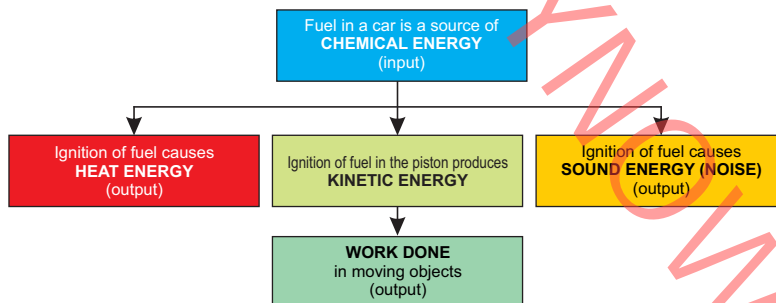 Fuel in a car is a source of
CHEMICAL ENERGY
(input)
Ignition of fuel causes
HEAT ENERGY
(output)
Ignition of fuel in the piston produces
KINETIC ENERGY
Ignition of fuel causes
SOUND ENERGY (NOISE)
(output)
WORK DONE
in moving objects
(output)
YNOW